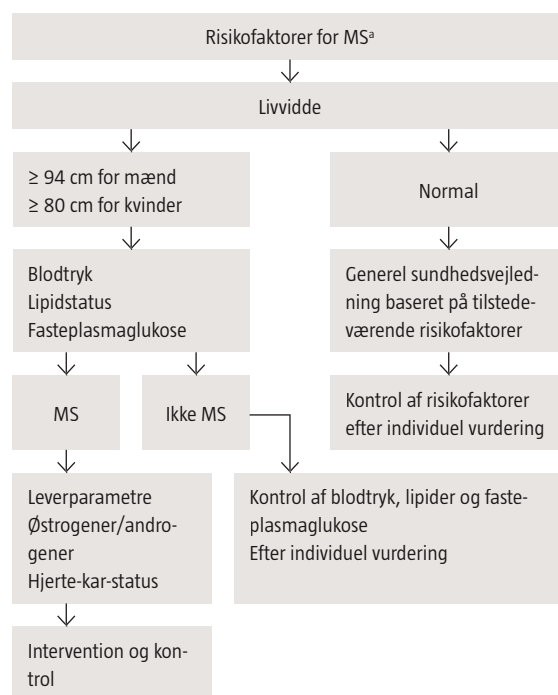 Risikofaktorer for MSᵃ
Livvidde
≥ 94 cm for mænd
≥ 80 cm for kvinder
Normal
Blodtryk
Lipidstatus
Fasteplasmaglukose
Generel sundhedsvejled-
ning baseret på tilstede-
værende risikofaktorer
MS
Ikke MS
Kontrol af risikofaktorer
efter individuel vurdering
Leverparametre
Østrogener/andro-
gener
Hjerte-kar-status
Kontrol af blodtryk, lipider og faste-
plasmaglukose
Efter individuel vurdering
Intervention og kon-
trol